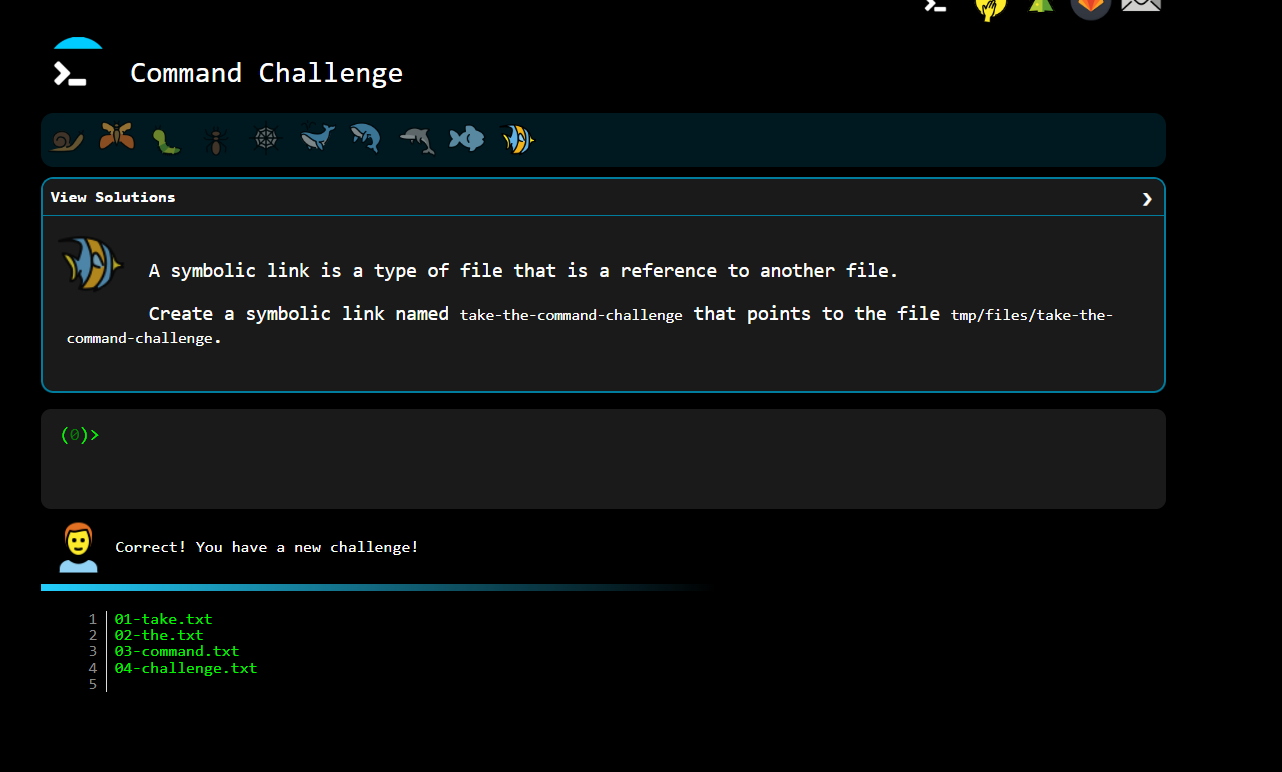 Command Challenge
View Solutions
A symbolic link is a type of file that is a reference to another file.
Create a symbolic link named take-the-command-challenge that points to the file tmp/files/take-the-
command-challenge.
(0)>
Correct! You have a new challenge!
1 01-take.txt
2 02-the.txt
3 03-command.txt
4 04-challenge.txt
5